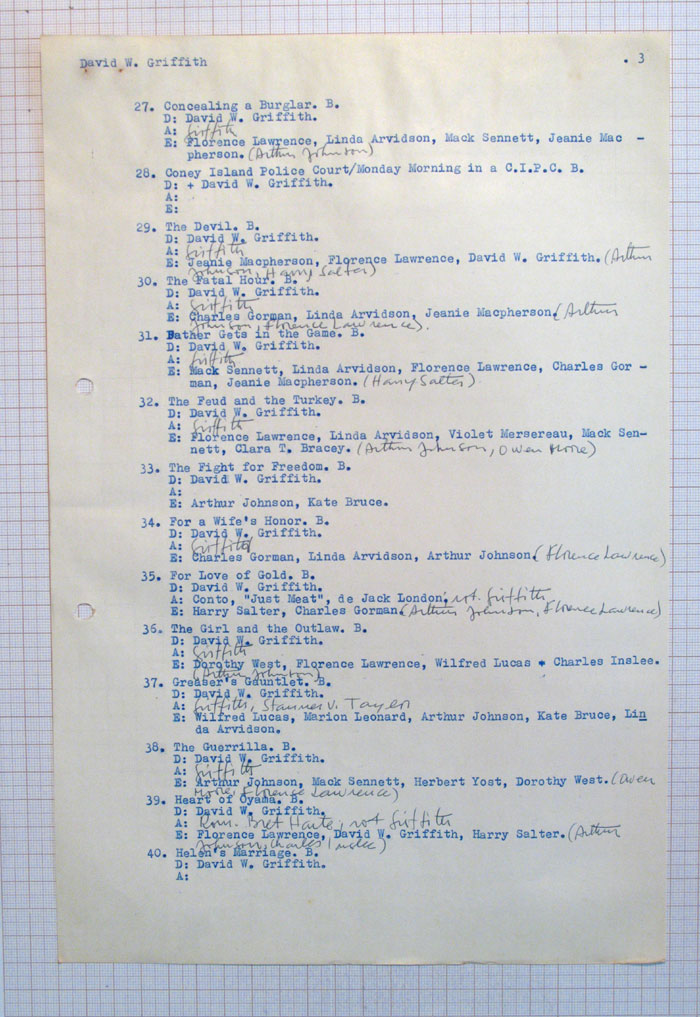 David W. Griffith . 3
27. Concealing a Burglar. B.
D: David W. Griffith.
A: Griffith
E: Florence Lawrence, Linda Arvidson, Mack Sennett, Jeanie Mac -
pherson. (Arthur Johnson)
28. Coney Island Police Court/Monday Morning in a C.I.P.C. B.
D: + David W. Griffith.
A:
E:
29. The Devil. B.
D: David W. Griffith.
A: Griffith
E: Jeanie Macpherson, Florence Lawrence, David W. Griffith. (Arthur
Johnson, Harry Salter)
30. The Fatal Hour. B.
D: David W. Griffith.
A: Griffith
E: Charles Gorman, Linda Arvidson, Jeanie Macpherson. (Arthur
Johnson, Florence Lawrence).
31. Father Gets in the Game. B.
D: David W. Griffith.
A: Griffith
E: Mack Sennett, Linda Arvidson, Florence Lawrence, Charles Gor -
man, Jeanie Macpherson. (Harry Salter)
32. The Feud and the Turkey. B.
D: David W. Griffith.
A: Griffith
E: Florence Lawrence, Linda Arvidson, Violet Mersereau, Mack Sen-
nett, Clara T. Bracey. (Arthur Johnson, Owen Moore)
33. The Fight for Freedom. B.
D: David W. Griffith.
A:
E: Arthur Johnson, Kate Bruce.
34. For a Wife's Honor. B.
D: David W. Griffith.
A: Griffith
E: Charles Gorman, Linda Arvidson, Arthur Johnson. (Florence Lawrence)
35. For Love of Gold. B.
D: David W. Griffith.
A: Conto, "Just Meat", de Jack London; rot. Griffith
E: Harry Salter, Charles Gorman. (Arthur Johnson, Florence Lawrence)
36. The Girl and the Outlaw. B.
D: David W. Griffith.
A: Griffith
E: Dorothy West, Florence Lawrence, Wilfred Lucas * Charles Inslee.
(Arthur Johnson)
37. Greaser's Gauntlet. B.
D: David W. Griffith.
A: Griffith, Stanner V. Taylor
E: Wilfred Lucas, Marion Leonard, Arthur Johnson, Kate Bruce, Lin
da Arvidson.
38. The Guerrilla. B.
D: David W. Griffith.
A: Griffith
E: Arthur Johnson, Mack Sennett, Herbert Yost, Dorothy West. (Owen
Moore, Florence Lawrence)
39. Heart of Oyama. B.
D: David W. Griffith.
A: Rom. Bret Harte; rot Griffith
E: Florence Lawrence, David W. Griffith, Harry Salter. (Arthur
Johnson, Charles Inslee)
40. Helen's Marriage. B.
D: David W. Griffith.
A: